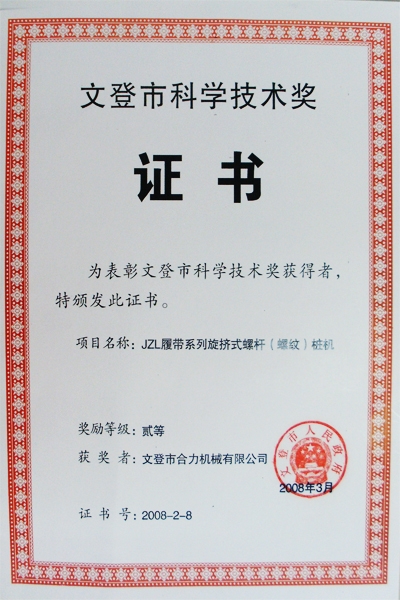 文登市科学技术奖
证书
为表彰文登市科学技术奖获得者，
特颁发此证书。
项目名称：JZL履带系列旋挤式螺杆（螺纹）桩机
奖励等级：贰等
获奖者：文登市合力机械有限公司
文登市人民政府
2008年3月
证书号：2008-2-8